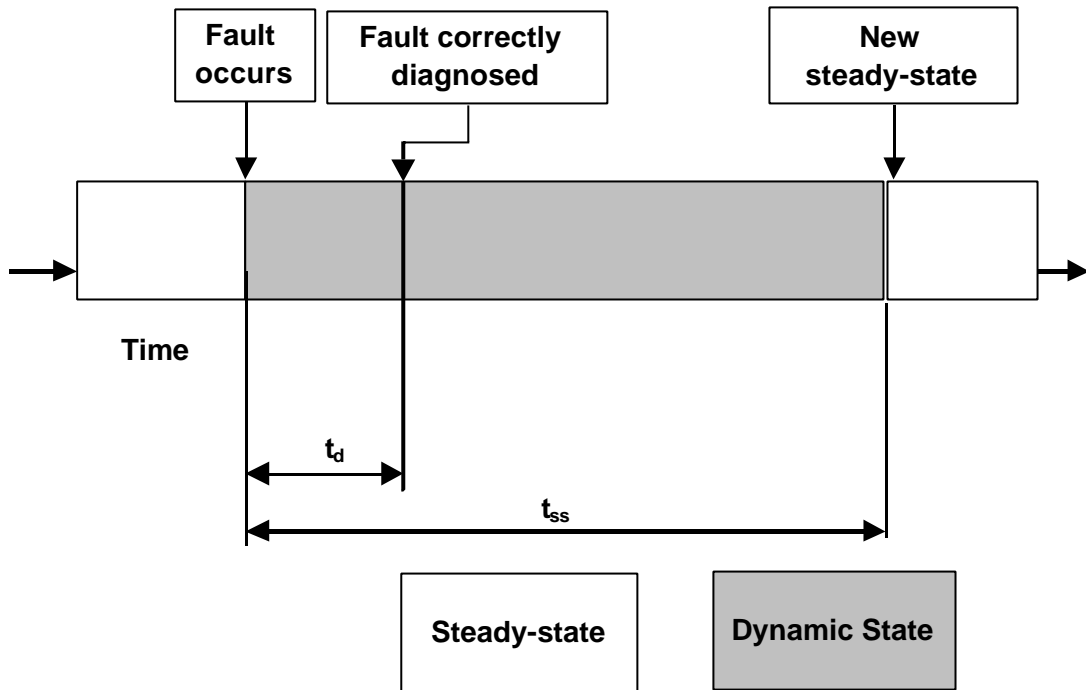 Fault
occurs
Fault correctly
diagnosed
New
steady-state
Time
td
tss
Steady-state
Dynamic State